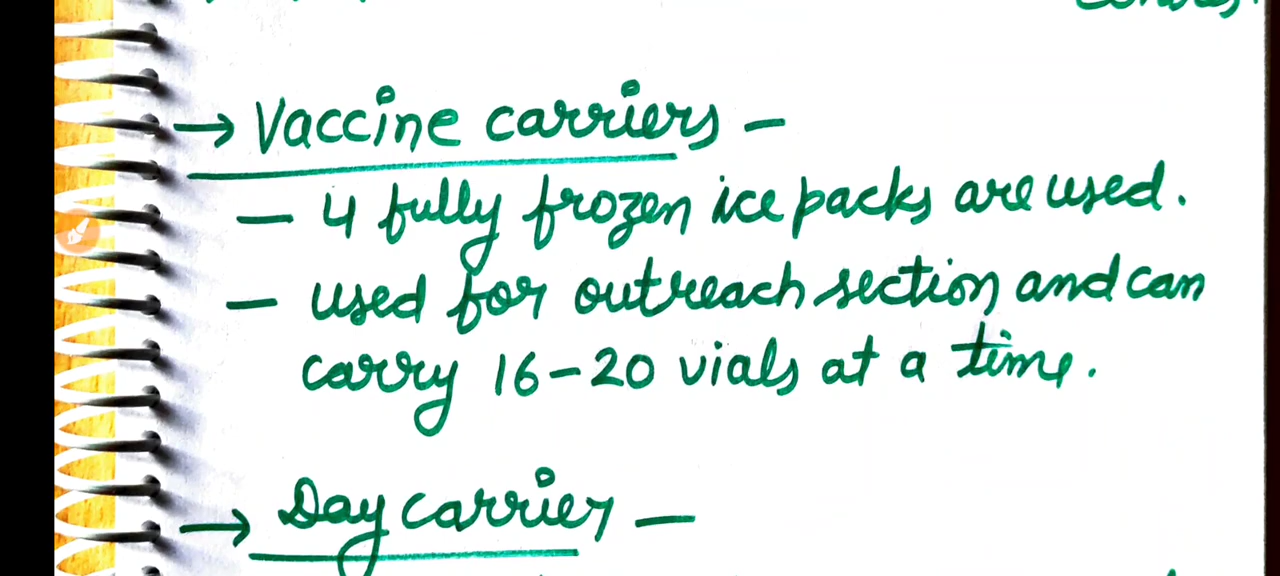 → Vaccine carriers –
– 4 fully frozen ice packs are used.
– used for outreach section and can
carry 16–20 vials at a time.
→ Day carrier –